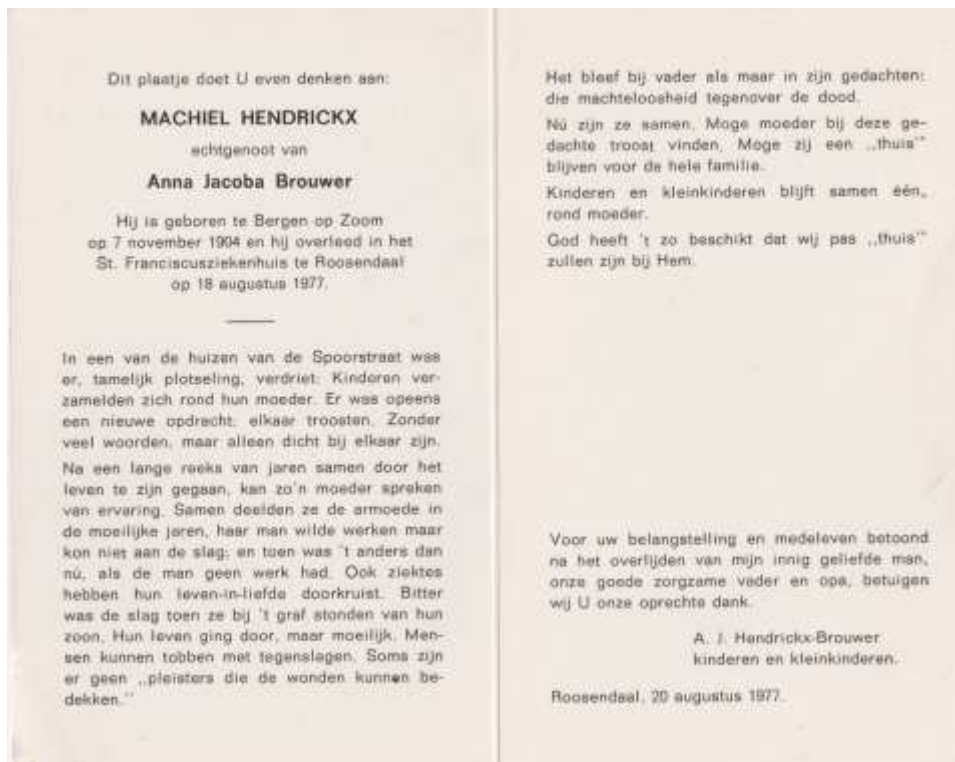 Dit plaatje doet U even denken aan:
MACHIEL HENDRICKX
echtgenoot van
Anna Jacoba Brouwer
Hij is geboren te Bergen op Zoom
op 7 november 1904 en hij overleed in het
St. Franciscusziekenhuis te Roosendaal
op 18 augustus 1977.
In een van de huizen van de Spoorstraat was
er, tamelijk plotseling, verdriet: Kinderen ver-
zamelden zich rond hun moeder. Er was opeens
een nieuwe opdracht: elkaar troosten. Zonder
veel woorden, maar alleen dicht bij elkaar zijn.
Na een lange reeks van jaren samen door het
leven te zijn gegaan, kan zo'n moeder spreken
van ervaring. Samen deelden ze de armoede in
de moeilijke jaren, haar man wilde werken maar
kon niet aan de slag; en toen was 't anders dan
nú, als de man geen werk had. Ook ziektes
hebben hun leven-in-liefde doorkruist. Bitter
was de slag toen ze bij 't graf stonden van hun
zoon. Hun leven ging door, maar moeilijk. Men-
sen kunnen tobben met tegenslagen. Soms zijn
er geen „pleisters die de wonden kunnen be-
dekken.”
Het bleef bij vader als maar in zijn gedachten:
die machteloosheid tegenover de dood.
Nú zijn ze samen. Moge moeder bij deze ge-
dachte troost vinden. Moge zij een „thuis”
blijven voor de hele familie.
Kinderen en kleinkinderen blijft samen één,
rond moeder.
God heeft 't zo beschikt dat wij pas „thuis”
zullen zijn bij Hem.
Voor uw belangstelling en medeleven betoond
na het overlijden van mijn innig geliefde man,
onze goede zorgzame vader en opa, betuigen
wij U onze oprechte dank.
A. J. Hendrickx-Brouwer
kinderen en kleinkinderen.
Roosendaal, 20 augustus 1977.